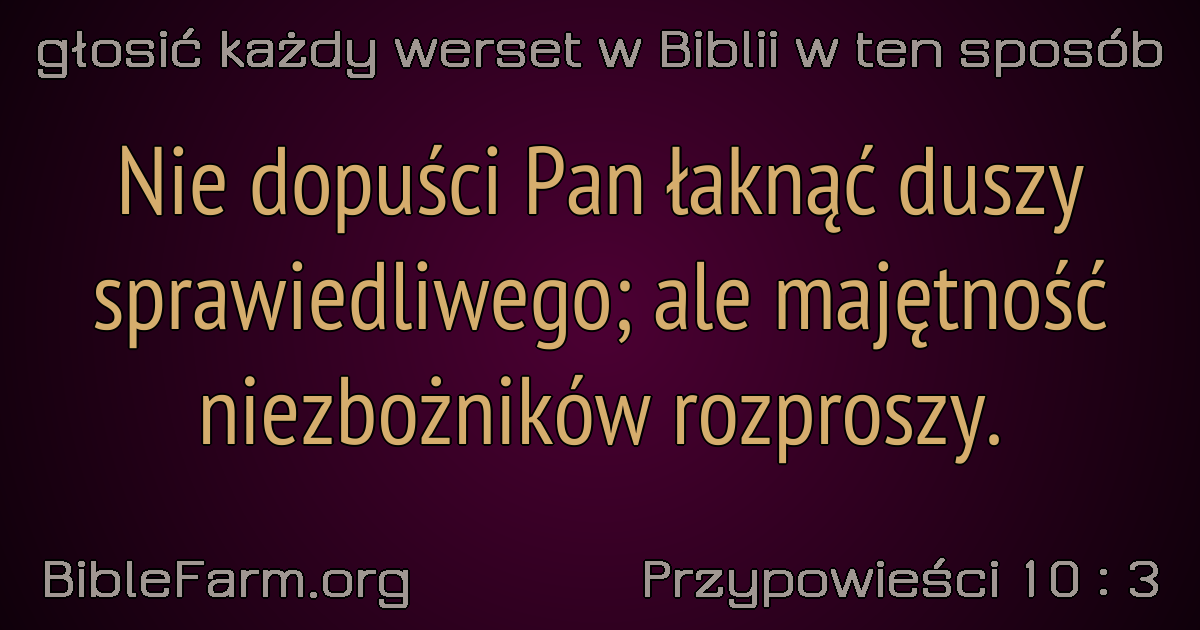 głosić każdy werset w Biblii w ten sposób
Nie dopuści Pan łaknąć duszy
sprawiedliwego; ale majętność
niezbożników rozproszy.
BibleFarm.org
Przypowieści 10 : 3